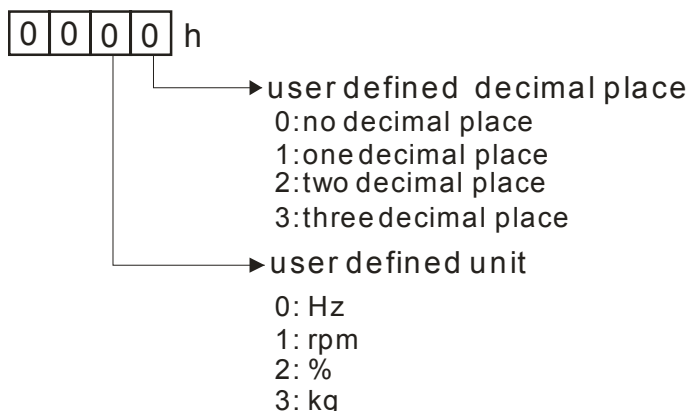 0 0 0 0 h
user defined decimal place
0:no decimal place
1:one decimal place
2:two decimal place
3:three decimal place
user defined unit
0: Hz
1: rpm
2: %
3: kg